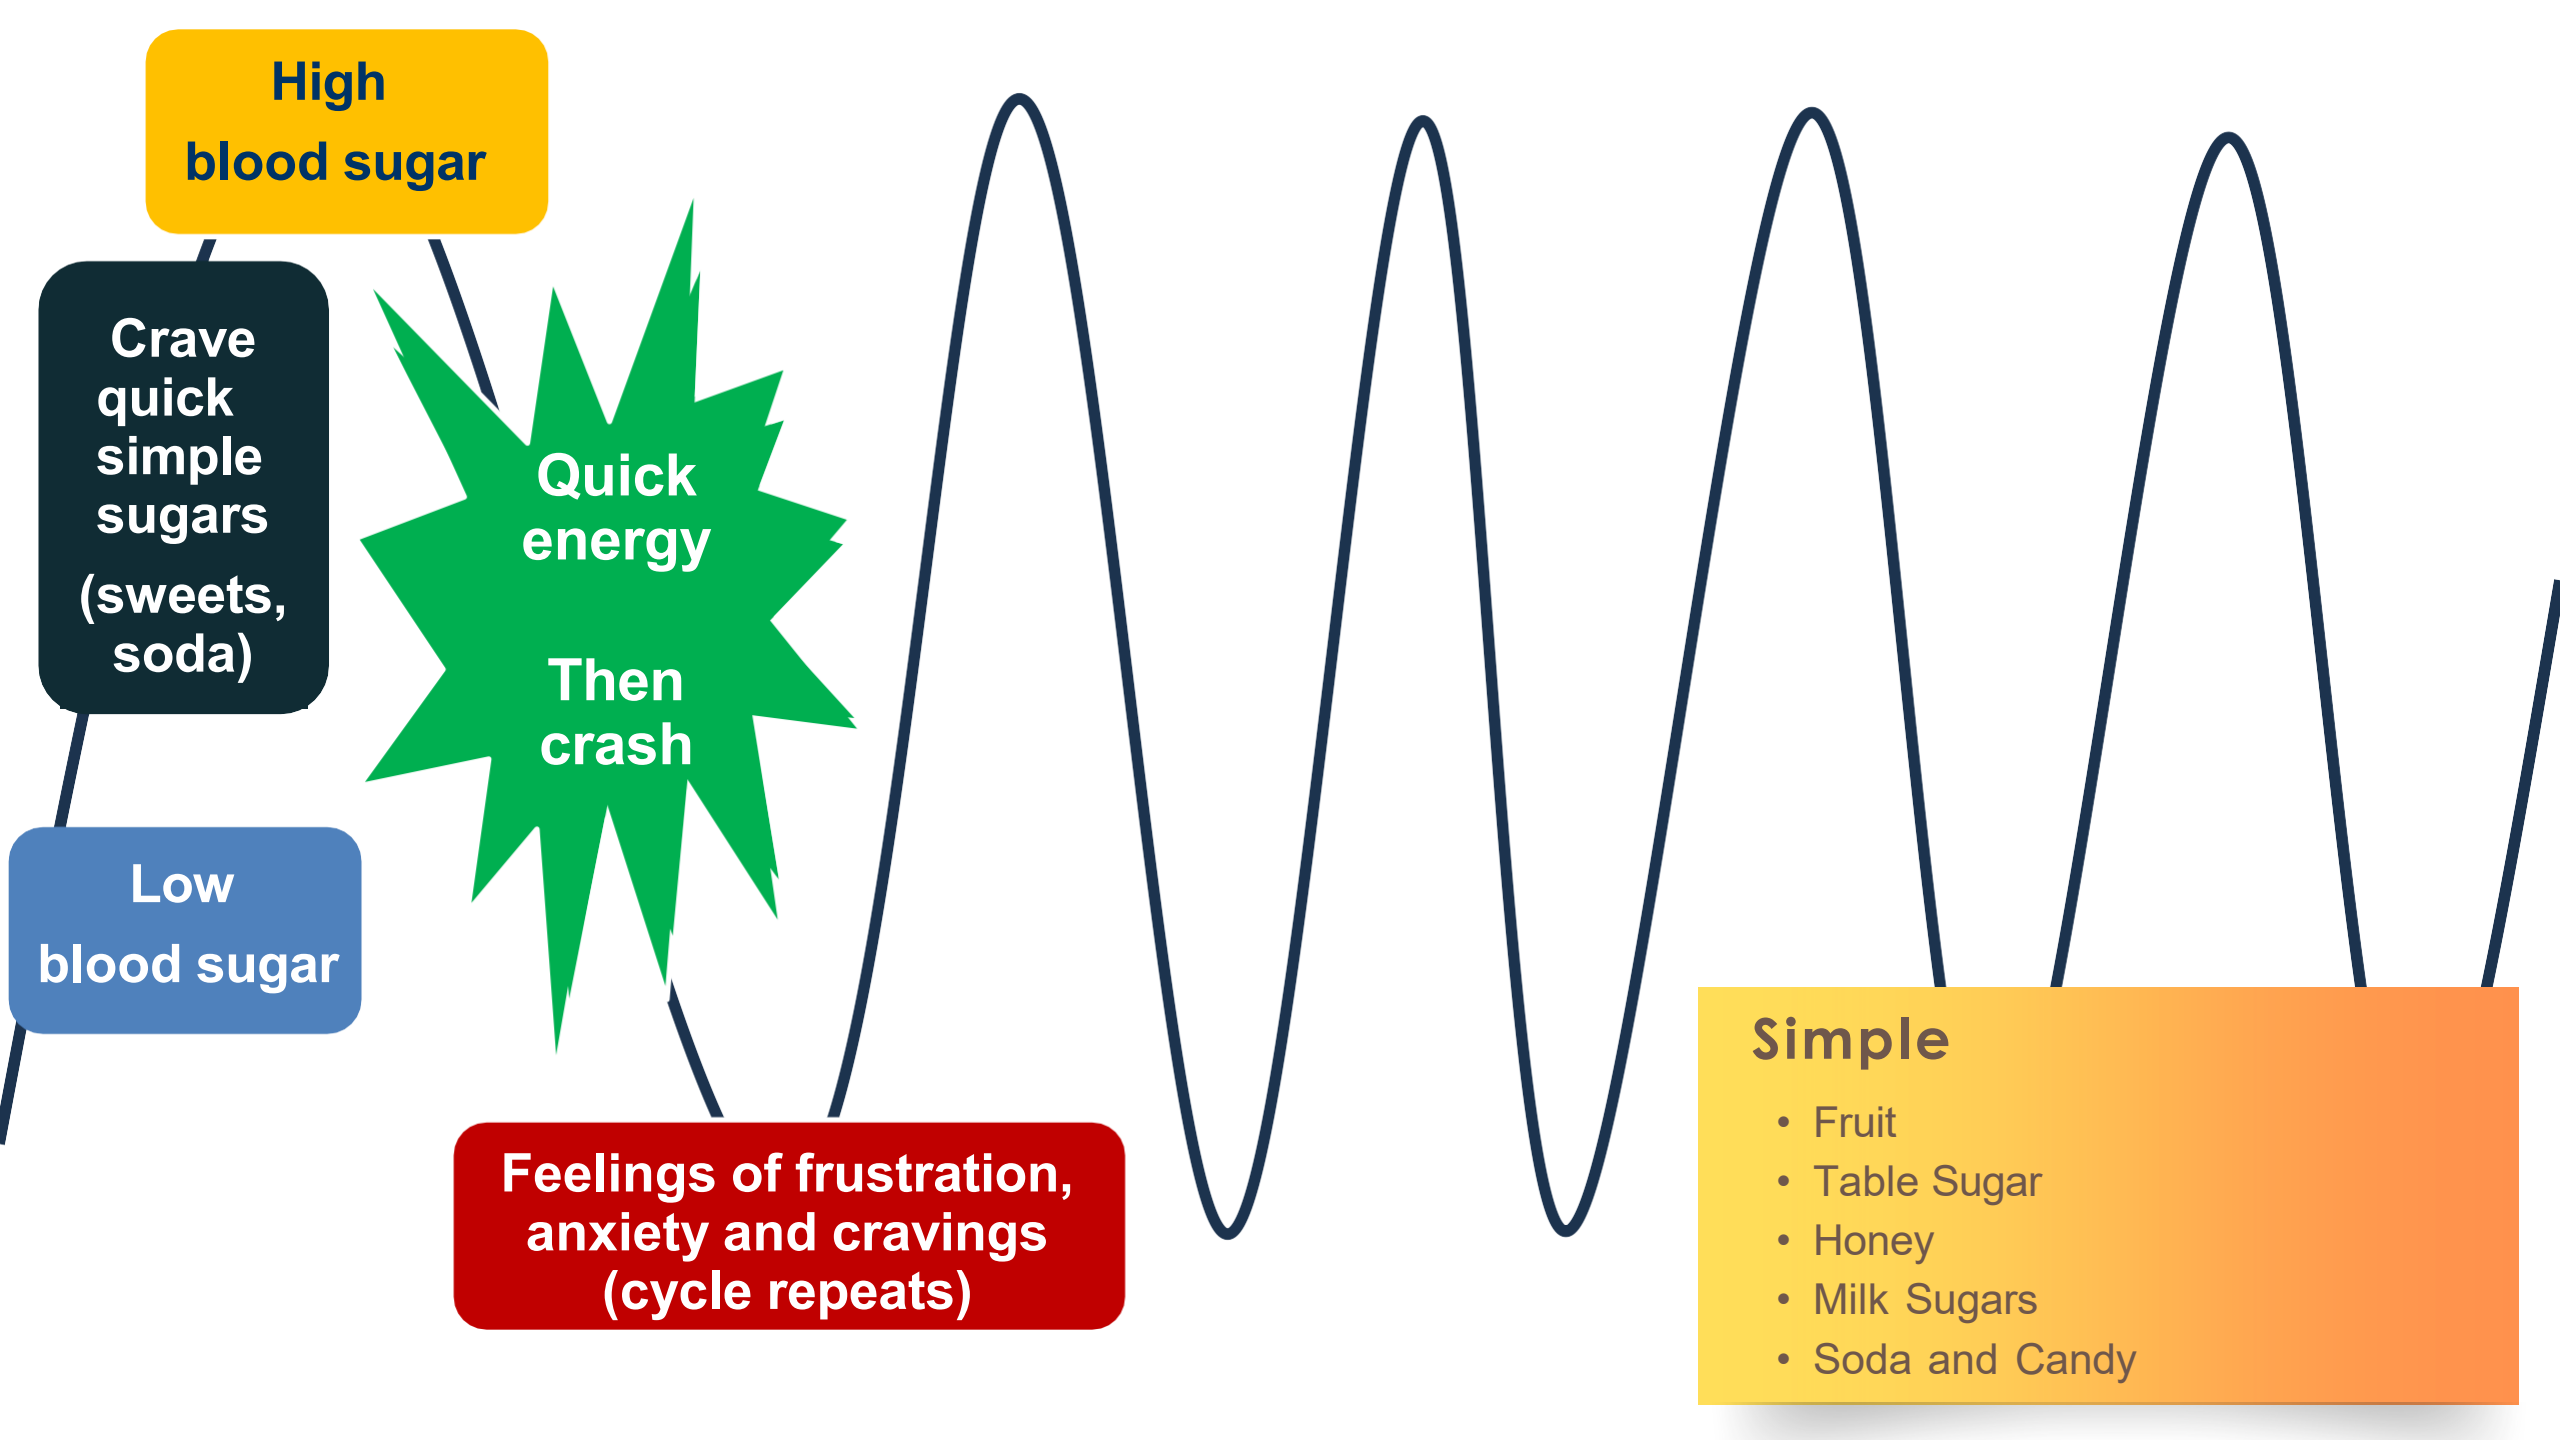 High
blood sugar
Crave
quick
simple
sugars
(sweets,
soda)
Low
blood sugar
Quick
energy
Then
crash
Feelings of frustration,
anxiety and cravings
(cycle repeats)
Simple
• Fruit
• Table Sugar
• Honey
• Milk Sugars
• Soda and Candy